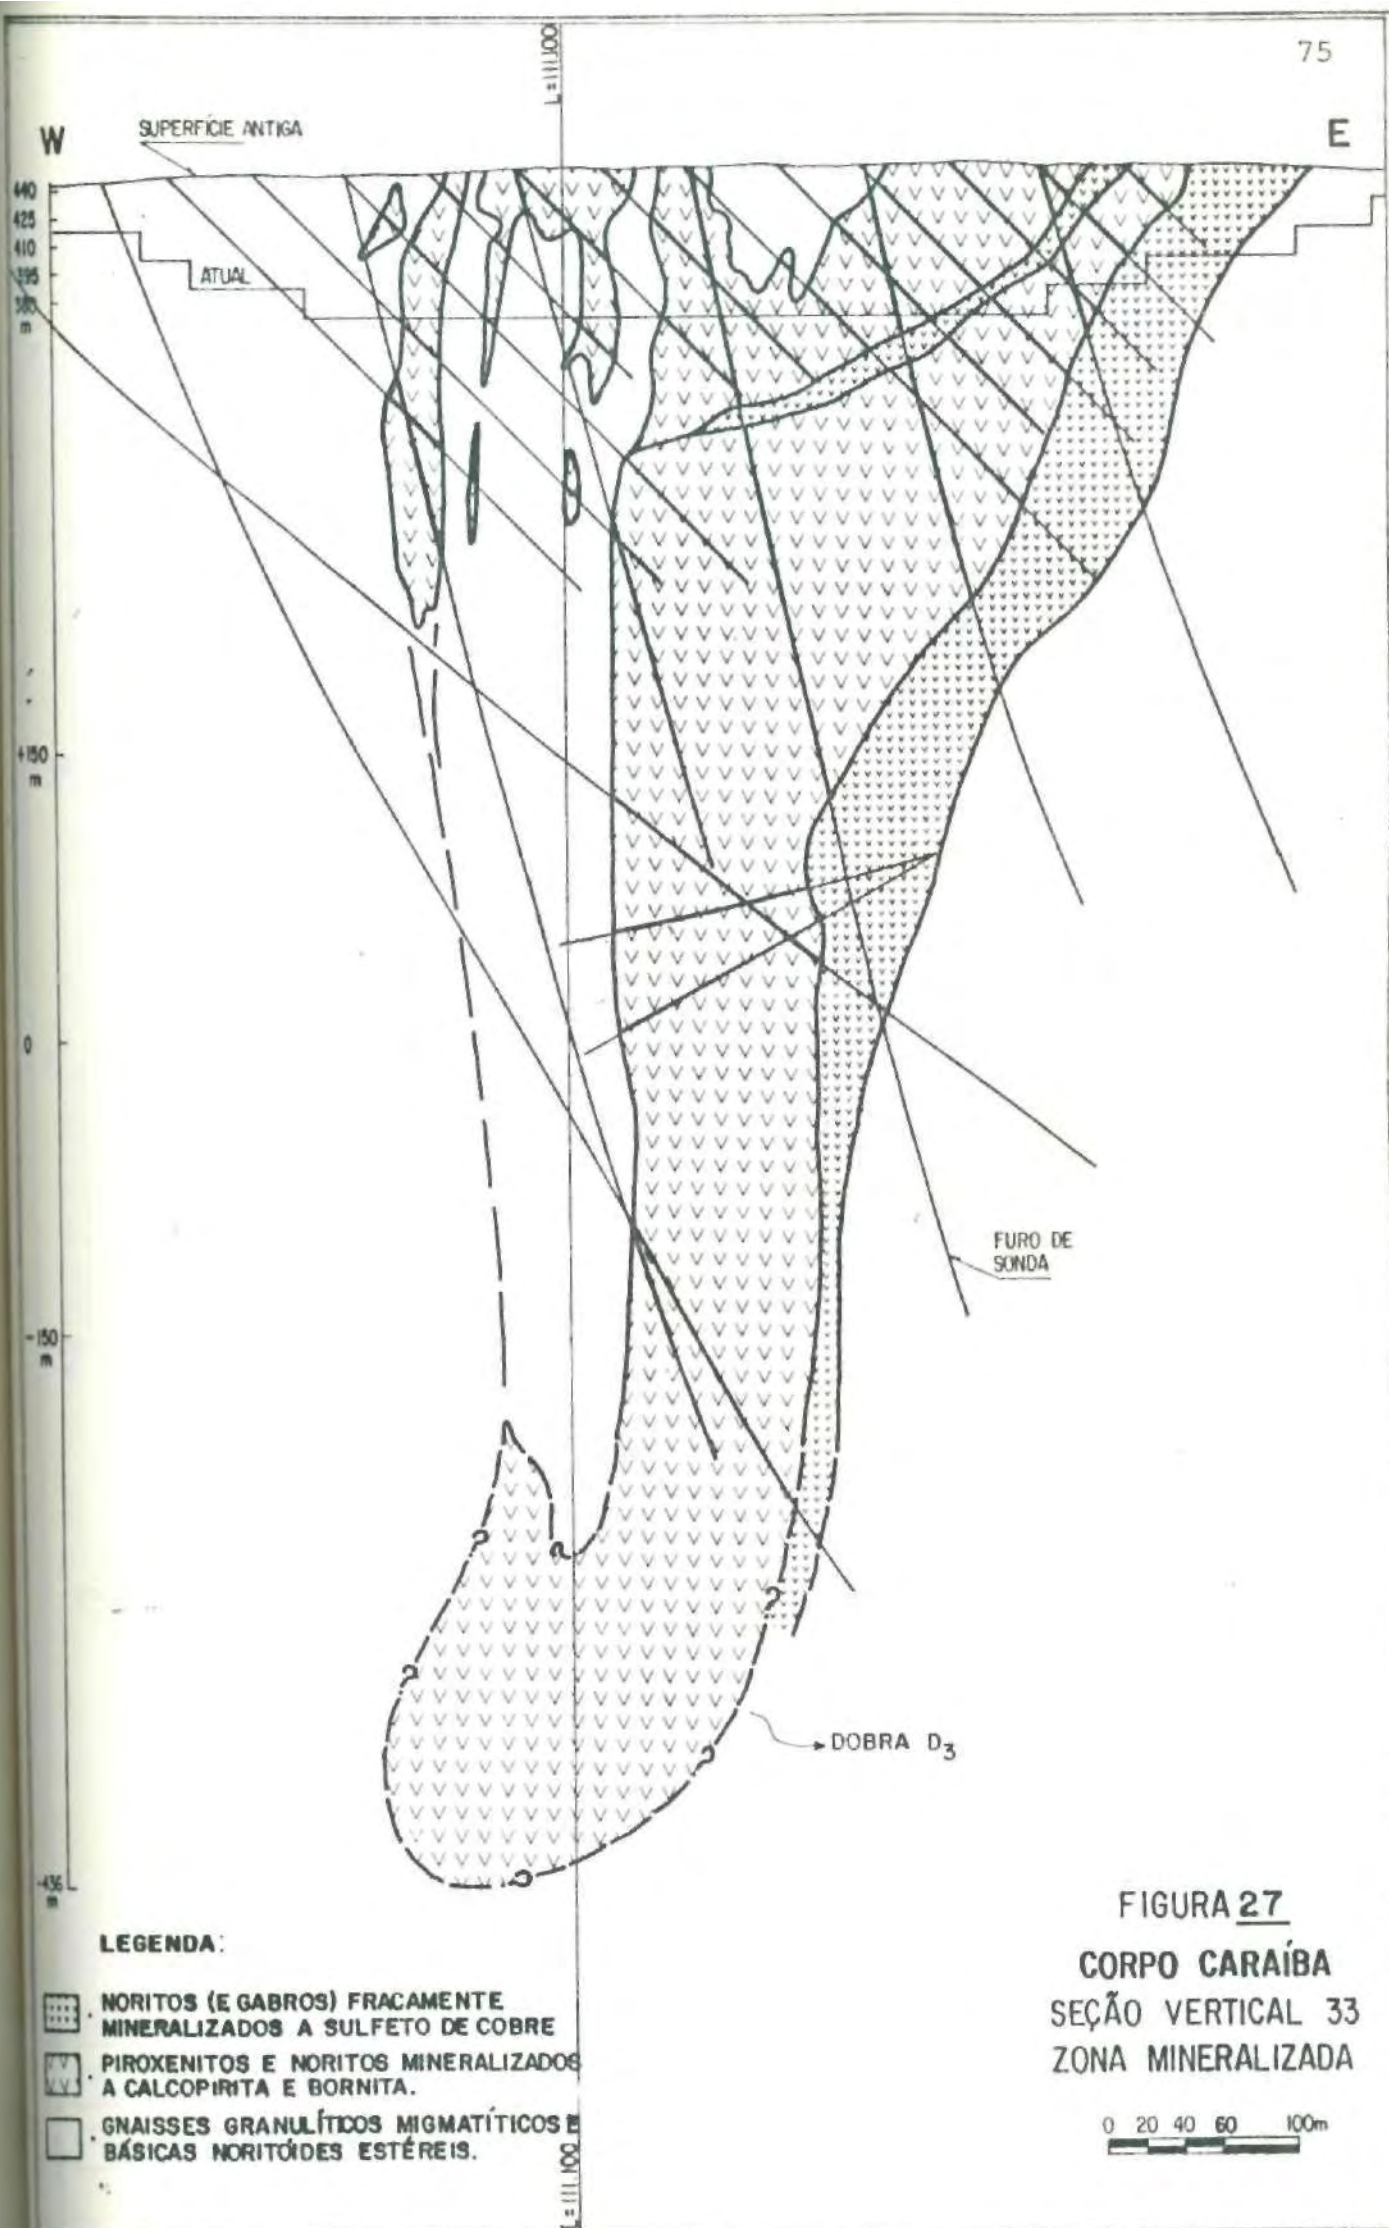 75
L=111.100
W
SUPERFÍCIE ANTIGA
E
440
425
410
395
380
m
ATUAL
+150
m
0
FURO DE
SONDA
-150
m
DOBRA D3
-436
m
FIGURA 27
CORPO CARAÍBA
SEÇÃO VERTICAL 33
ZONA MINERALIZADA
0 20 40 60 100m
LEGENDA:
NORITOS (E GABROS) FRACAMENTE
MINERALIZADOS A SULFETO DE COBRE
PIROXENITOS E NORITOS MINERALIZADOS
A CALCOPIRITA E BORNITA.
GNAISSES GRANULÍTICOS MIGMATÍTICOS E
BÁSICAS NORITÓIDES ESTÉREIS.
L=111.100